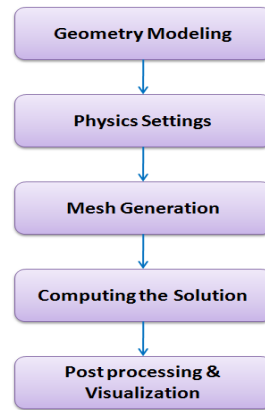 Geometry Modeling
Physics Settings
Mesh Generation
Computing the Solution
Post processing &
Visualization